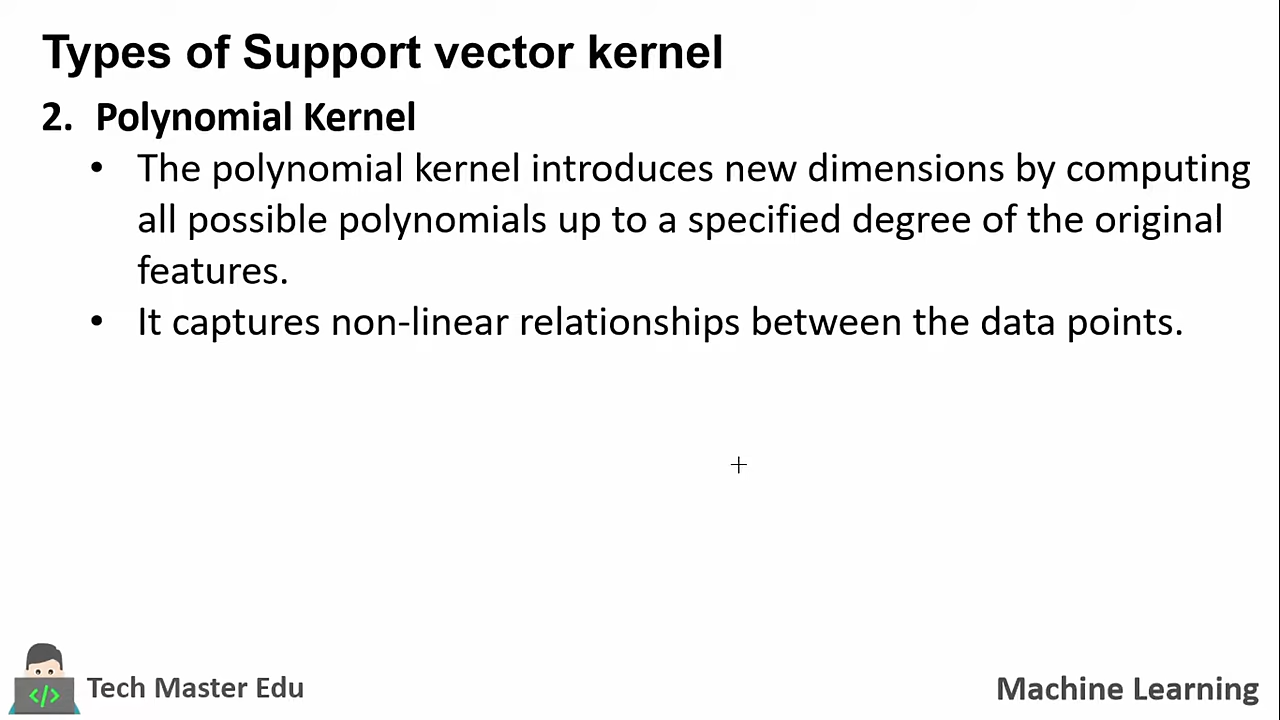 Types of Support vector kernel
2. Polynomial Kernel
• The polynomial kernel introduces new dimensions by computing
all possible polynomials up to a specified degree of the original
features.
• It captures non-linear relationships between the data points.
</>
Tech Master Edu
Machine Learning